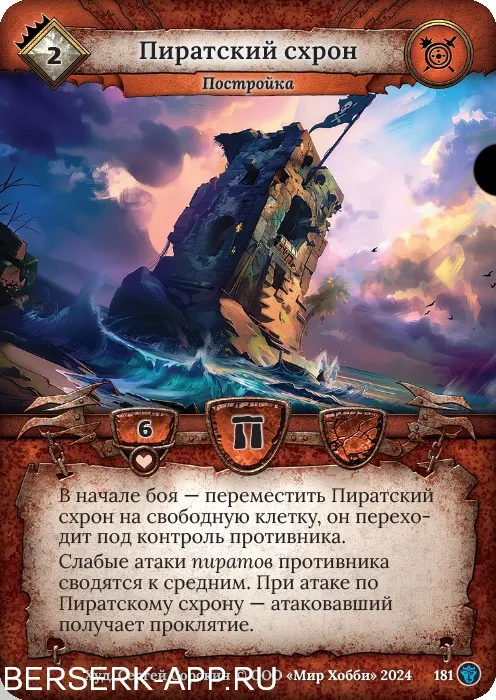 2
Пиратский схрон
Постройка
6
В начале боя — переместить Пиратский
схрон на свободную клетку, он перехо-
дит под контроль противника.
Слабые атаки пиратов противника
сводятся к средним. При атаке по
Пиратскому схрону — атаковавший
получает проклятие.
Сергей Сорокин ООО «Мир Хобби» 2024 181
BERSERK-APP.RU